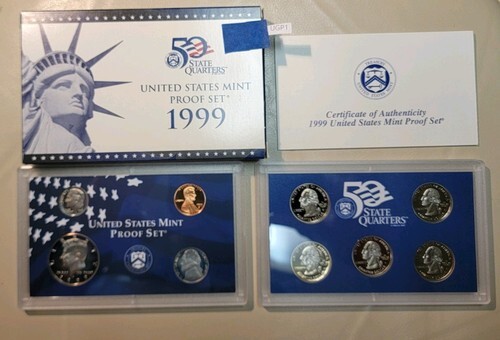 50
STATE
QUARTERS®
UNITED STATES MINT
PROOF SET®
1999
UGPT
Certificate of Authenticity
1999 United States Mint Proof Set®
UNITED STATES MINT
PROOF SET®
50
STATE
QUARTERS®